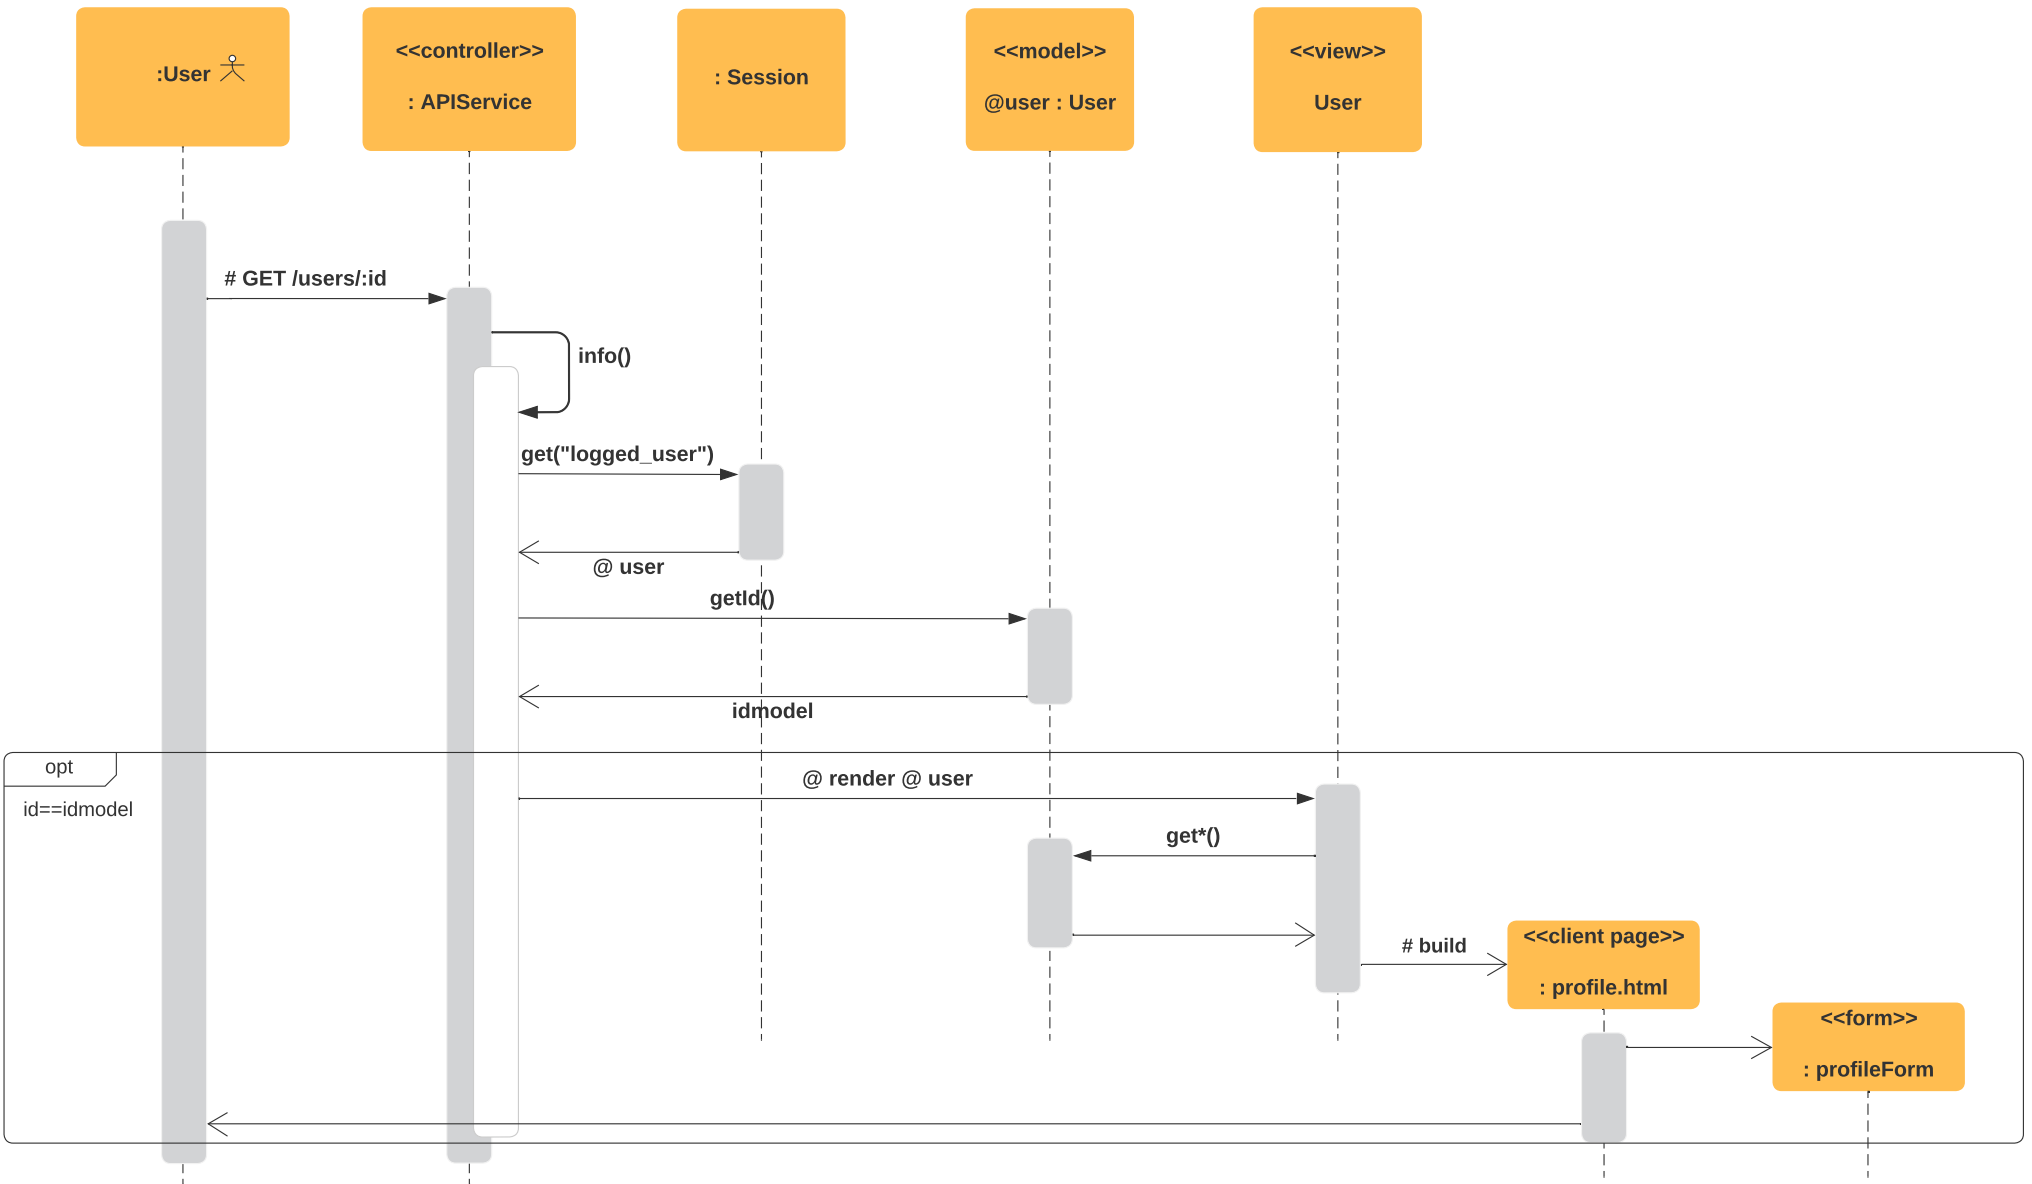 :User
<<controller>>
: APIService
: Session
<<model>>
@user : User
<<view>>
User
# GET /users/:id
info()
get("logged_user")
@ user
getId()
idmodel
opt
id==idmodel
@ render @ user
get*()
# build
<<client page>>
: profile.html
<<form>>
: profileForm